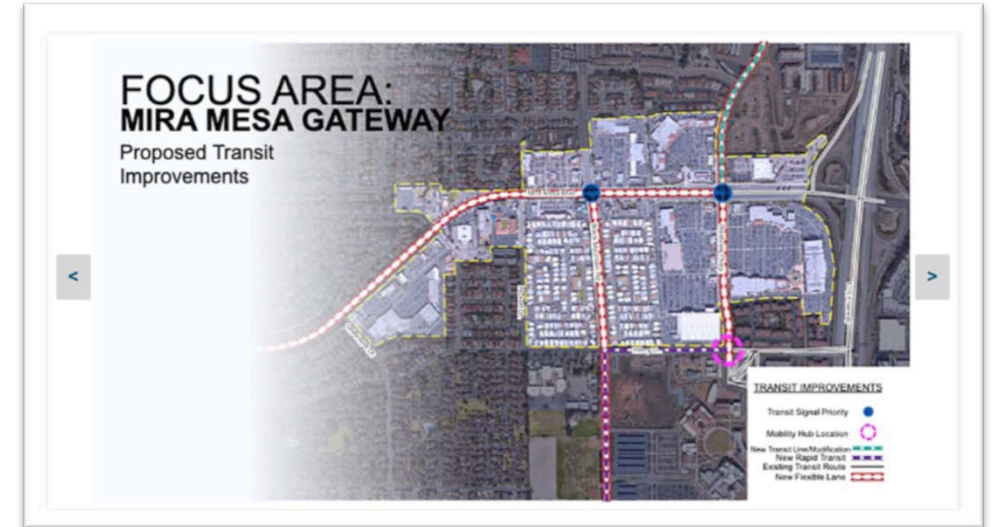 FOCUS AREA:
MIRA MESA GATEWAY
Proposed Transit
Improvements
<
>
TRANSIT IMPROVEMENTS
Transit Signal Priority
Mobility Hub Location
New Transit Line/Modification
New Rapid Transit
Existing Transit Route
New Flexible Lane